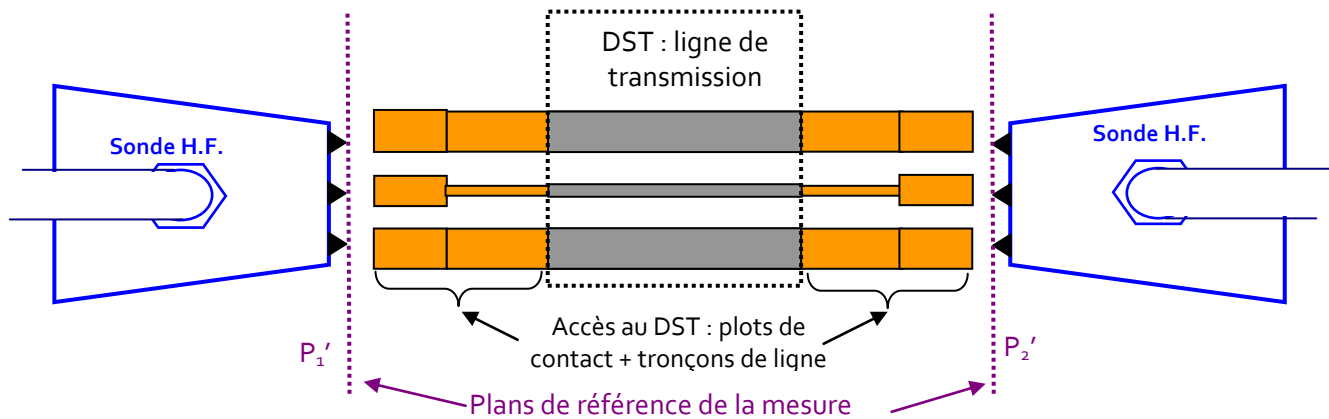 DST : ligne de
transmission
Sonde H.F.
Sonde H.F.
Accès au DST : plots de
contact + tronçons de ligne
P₁’
P₂’
Plans de référence de la mesure